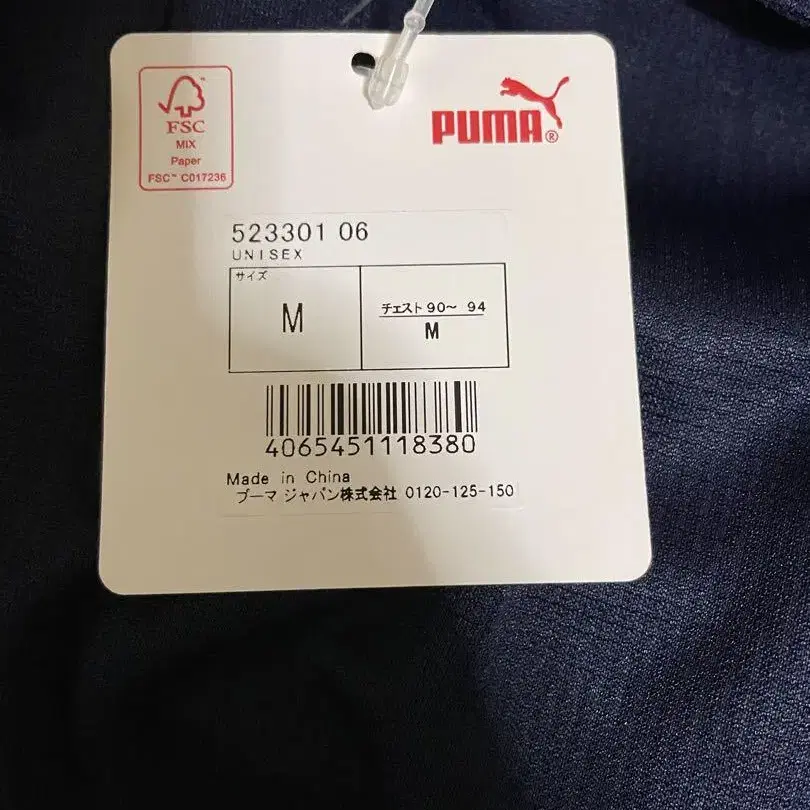 FSC
MIX
Paper
FSC™ C017236
PUMA®
523301 06
UNISEX
サイズ
M
チェスト 90～ 94
M
4065451118380
Made in China
プーマ ジャパン株式会社 0120-125-150